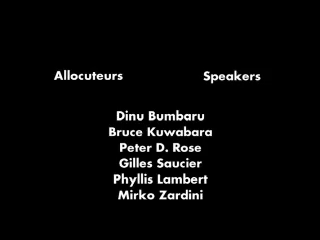 Allocuteurs Speakers
Dinu Bumbaru
Bruce Kuwabara
Peter D. Rose
Gilles Saucier
Phyllis Lambert
Mirko Zardini